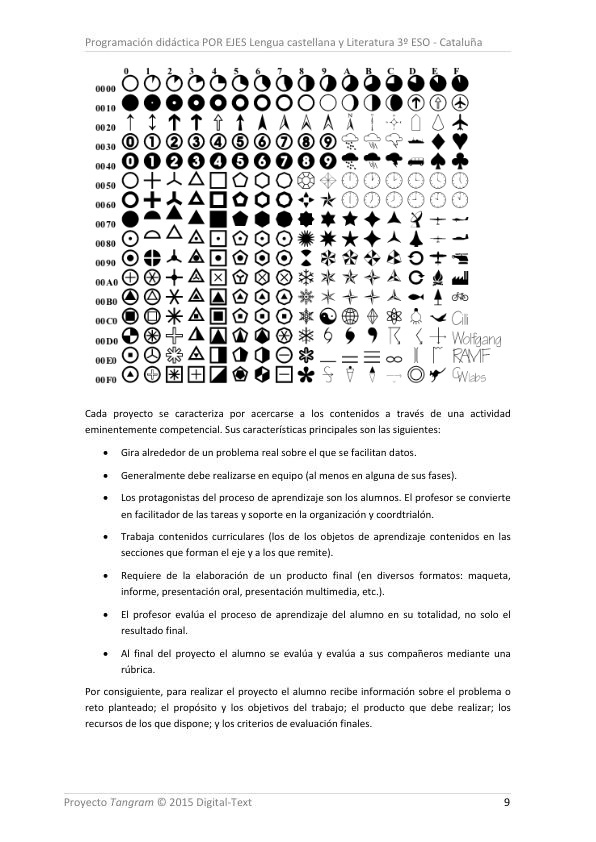 Programación didáctica POR EJES Lengua castellana y Literatura 3º ESO - Cataluña
0 1 2 3 4 5 6 7 8 9 A B C D E F
0000
0010
0020
0030 0 1 2 3 4 5 6 7 8 9
0040 0 1 2 3 4 5 6 7 8 9
0050
0060
0070
0080
0090
00A0
00B0
00C0 Olli
00D0 Wolfgang
00E0 RAMF
00F0 GWlabs
Cada proyecto se caracteriza por acercarse a los contenidos a través de una actividad
eminentemente competencial. Sus características principales son las siguientes:
• Gira alrededor de un problema real sobre el que se facilitan datos.
• Generalmente debe realizarse en equipo (al menos en alguna de sus fases).
• Los protagonistas del proceso de aprendizaje son los alumnos. El profesor se convierte
en facilitador de las tareas y soporte en la organización y coordtrialón.
• Trabaja contenidos curriculares (los de los objetos de aprendizaje contenidos en las
secciones que forman el eje y a los que remite).
• Requiere de la elaboración de un producto final (en diversos formatos: maqueta,
informe, presentación oral, presentación multimedia, etc.).
• El profesor evalúa el proceso de aprendizaje del alumno en su totalidad, no solo el
resultado final.
• Al final del proyecto el alumno se evalúa y evalúa a sus compañeros mediante una
rúbrica.
Por consiguiente, para realizar el proyecto el alumno recibe información sobre el problema o
reto planteado; el propósito y los objetivos del trabajo; el producto que debe realizar; los
recursos de los que dispone; y los criterios de evaluación finales.
Proyecto Tangram © 2015 Digital-Text 9